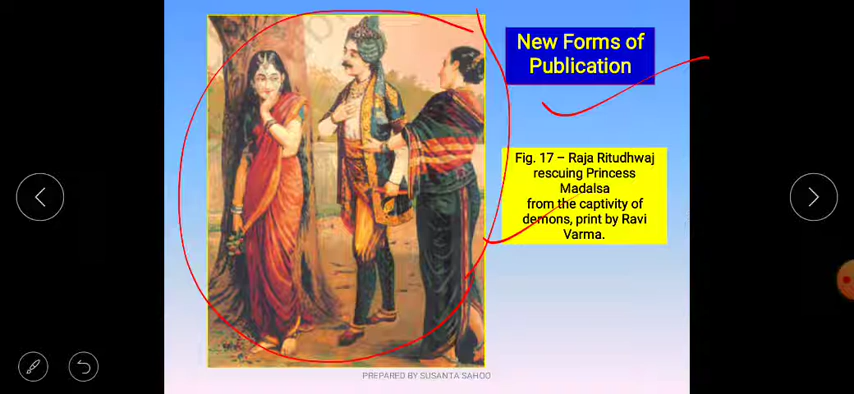 New Forms of
Publication
Fig. 17 – Raja Ritudhwaj
rescuing Princess
Madalsa
from the captivity of
demons, print by Ravi
Varma.
PREPARED BY SUSANTA SAHOO